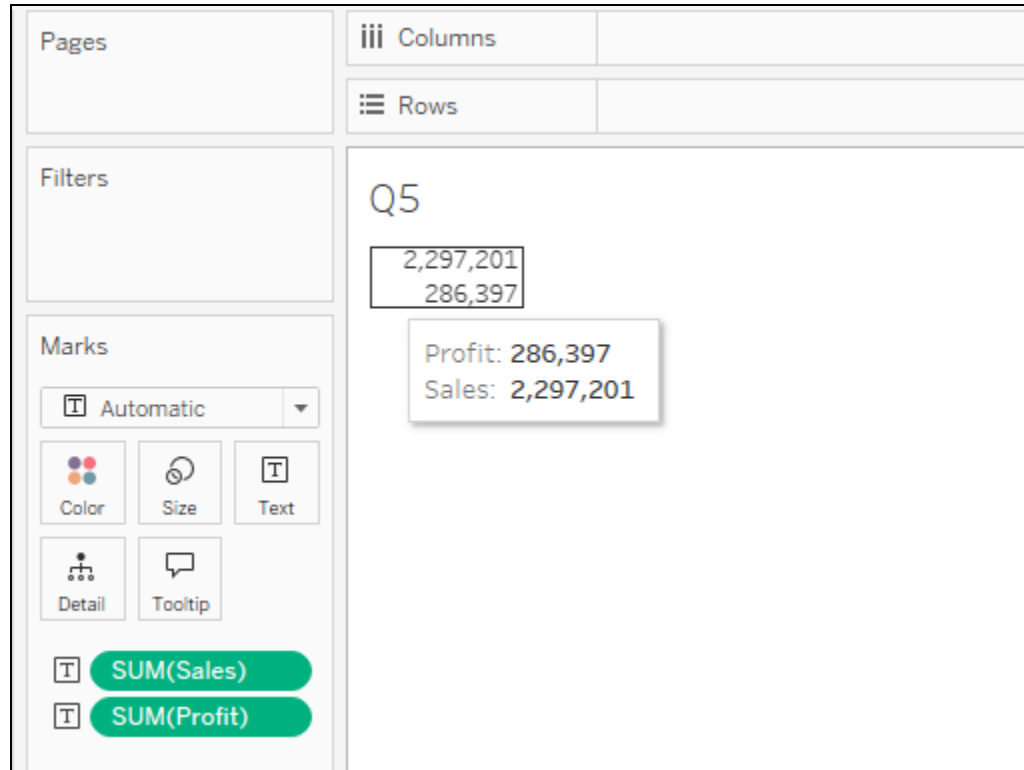 Pages
Columns
Rows
Filters
Q5
2,297,201
286,397
Profit: 286,397
Sales: 2,297,201
Marks
T Automatic
Color Size T Text
Detail Tooltip
T SUM(Sales)
T SUM(Profit)